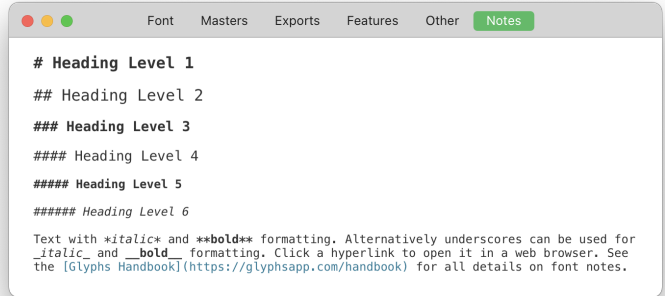 Font Masters Exports Features Other Notes
# Heading Level 1
## Heading Level 2
### Heading Level 3
#### Heading Level 4
##### Heading Level 5
###### Heading Level 6
Text with *italic* and **bold** formatting. Alternatively underscores can be used for
_italic_ and __bold__ formatting. Click a hyperlink to open it in a web browser. See
the [Glyphs Handbook](https://glyphsapp.com/handbook) for all details on font notes.